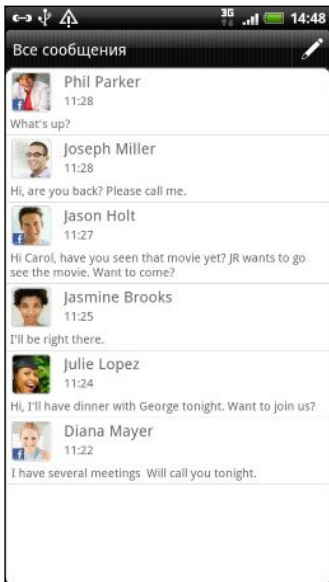 3G 14:48
Все сообщения
Phil Parker
11:28
What's up?
Joseph Miller
11:28
Hi, are you back? Please call me.
Jason Holt
11:27
Hi Carol, have you seen that movie yet? JR wants to go
see the movie. Want to come?
Jasmine Brooks
11:25
I'll be right there.
Julie Lopez
11:24
Hi, I'll have dinner with George tonight. Want to join us?
Diana Mayer
11:22
I have several meetings Will call you tonight.